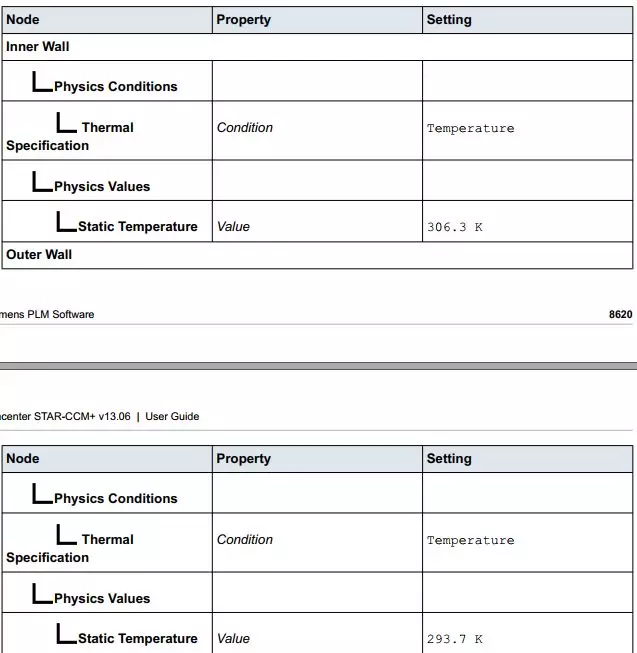 Node Property Setting
Inner Wall
Physics Conditions
Thermal
Specification Condition Temperature
Physics Values
Static Temperature Value 306.3 K
Outer Wall
mens PLM Software 8620
center STAR-CCM+ v13.06 | User Guide
Node Property Setting
Physics Conditions
Thermal
Specification Condition Temperature
Physics Values
Static Temperature Value 293.7 K